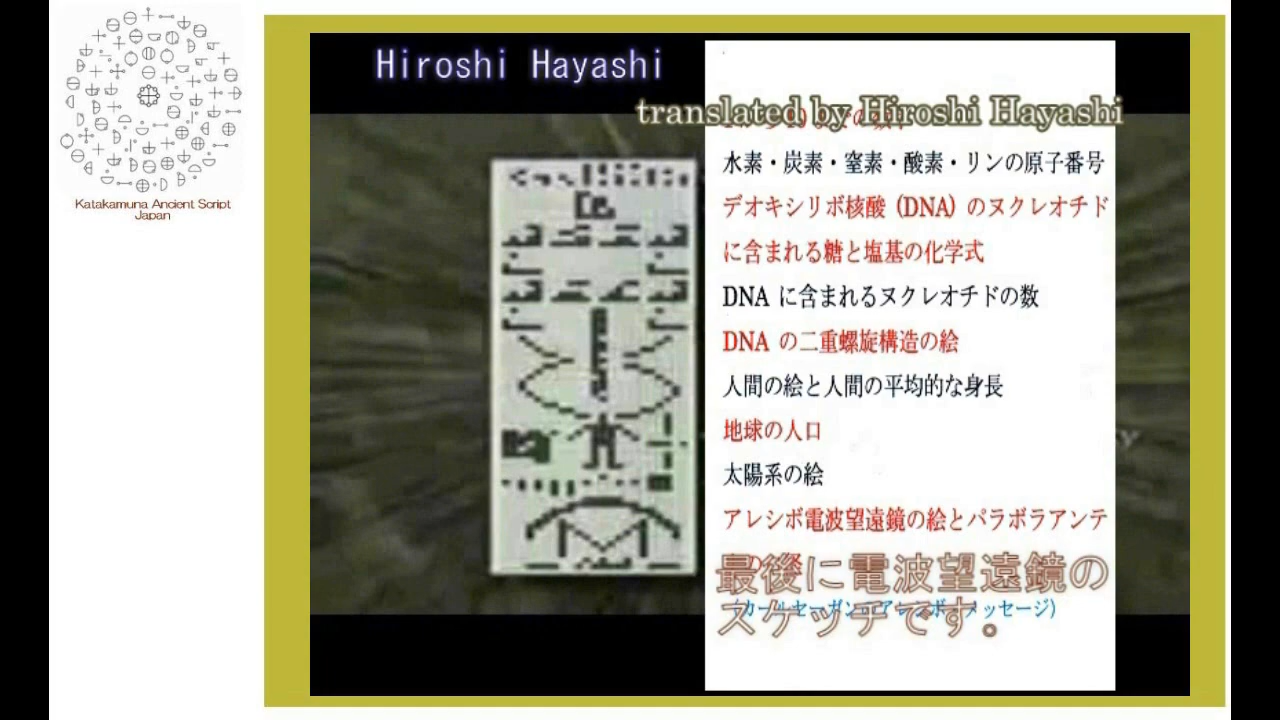 Katakamuna Ancient Script
Japan
Hiroshi Hayashi
translated by Hiroshi Hayashi
水素・炭素・窒素・酸素・リンの原子番号
デオキシリボ核酸 (DNA) のヌクレオチド
に含まれる糖と塩基の化学式
DNA に含まれるヌクレオチドの数
DNA の二重螺旋構造の絵
人間の絵と人間の平均的な身長
地球の人口
太陽系の絵
アレシボ電波望遠鏡の絵とパラボラアンテ
最後に電波望遠鏡の
スケッチです。